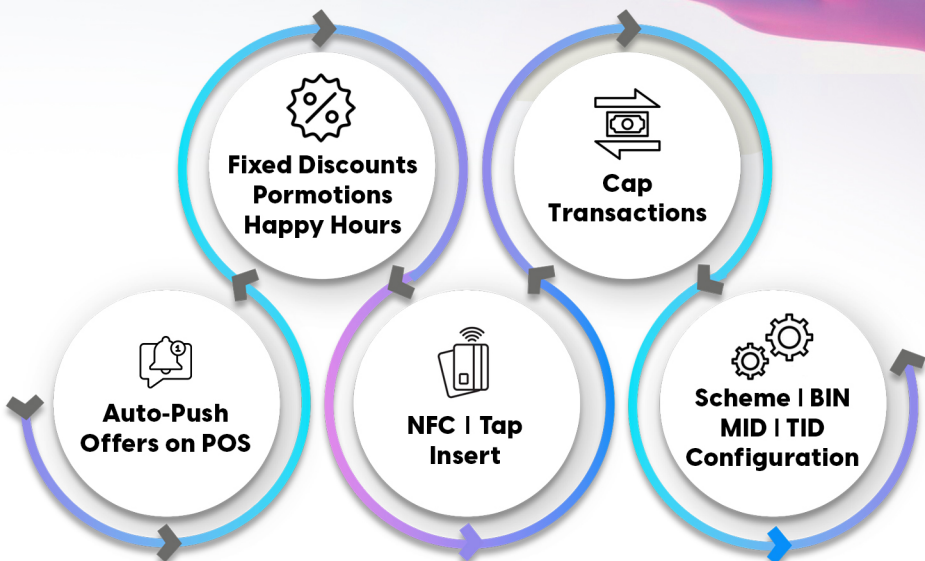 Fixed Discounts
Pormotions
Happy Hours
Cap
Transactions
1
Auto-Push
Offers on POS
NFC | Tap
Insert
Scheme | BIN
MID | TID
Configuration